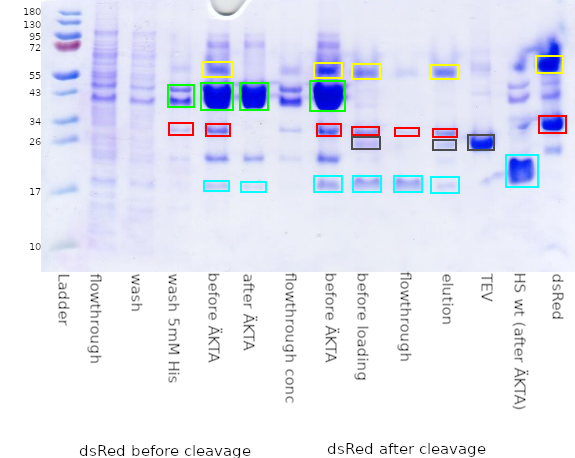 180
130
95
72
55
43
34
26
17
10
Ladder
flowthrough
wash
wash 5mM His
before ÄKTA
after ÄKTA
flowthrough conc
before ÄKTA
before loading
flowthrough
elution
TEV
HS wt (after ÄKTA)
dsRed
dsRed before cleavage
dsRed after cleavage